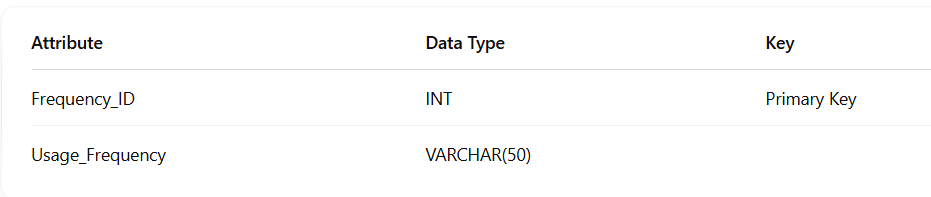 Attribute Data Type Key
Frequency_ID INT Primary Key
Usage_Frequency VARCHAR(50)